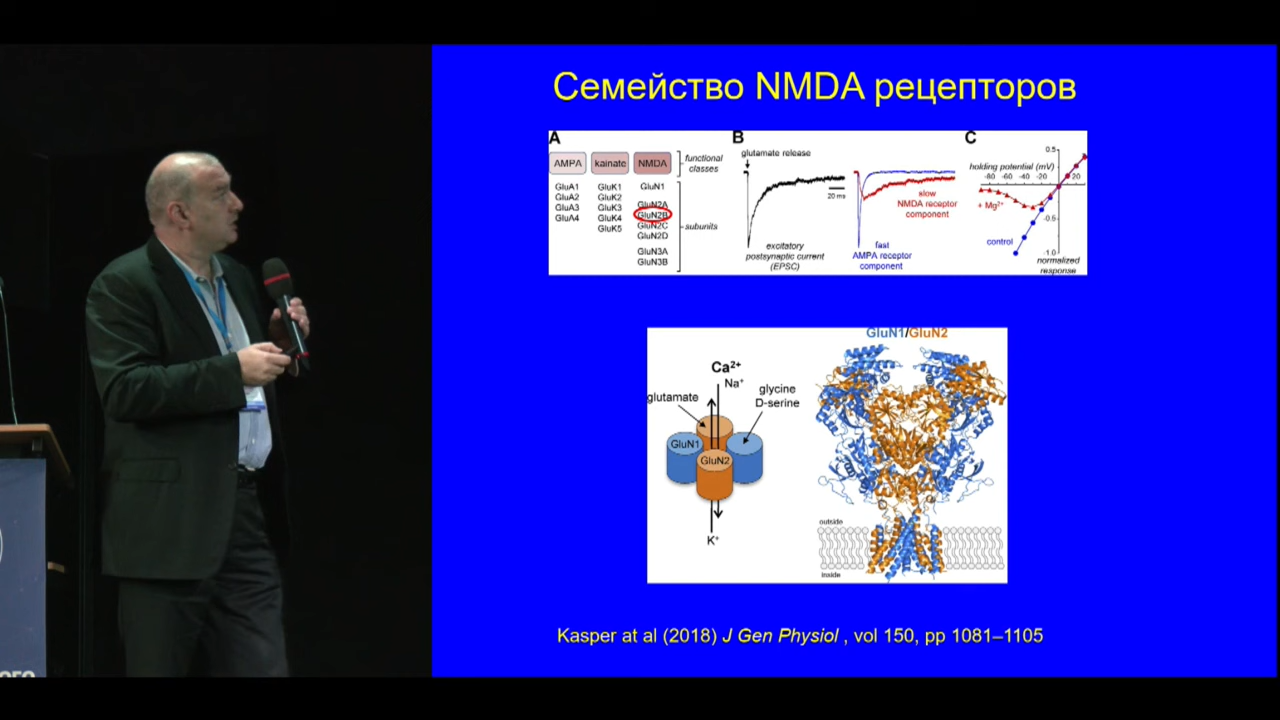 Семейство NMDA рецепторов
A
AMPA
kainate
NMDA
functional
classes
GluA1
GluA2
GluA3
GluA4
GluK1
GluK2
GluK3
GluK4
GluK5
GluN1
GluN2A
GluN2B
GluN2C
GluN2D
GluN3A
GluN3B
subunits
B
glutamate release
20 ms
excitatory
postsynaptic current
(EPSC)
slow
NMDA receptor
component
fast
AMPA receptor
component
C
holding potential (mV)
-80 -60 -40 -20 20
0.5
-0.5
-1.0
+ Mg²⁺
control
normalized
response
Ca²⁺
Na⁺
glutamate
glycine
D-serine
GluN1
GluN2
K⁺
GluN1/GluN2
outside
inside
Kasper at al (2018) J Gen Physiol , vol 150, pp 1081–1105